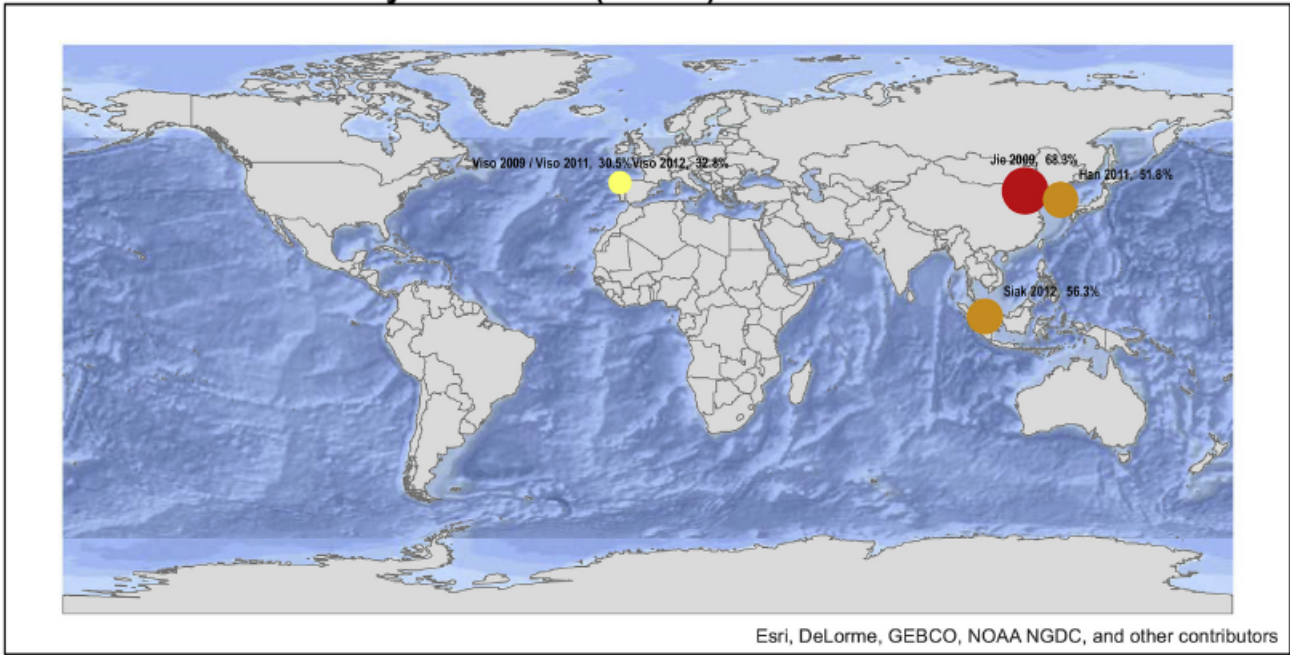 Viso 2009 / Viso 2011, 30.5%
Viso 2012, 32.8%
Jie 2009, 68.3%
Han 2011, 51.8%
Siak 2012, 56.3%
Esri, DeLorme, GEBCO, NOAA NGDC, and other contributors